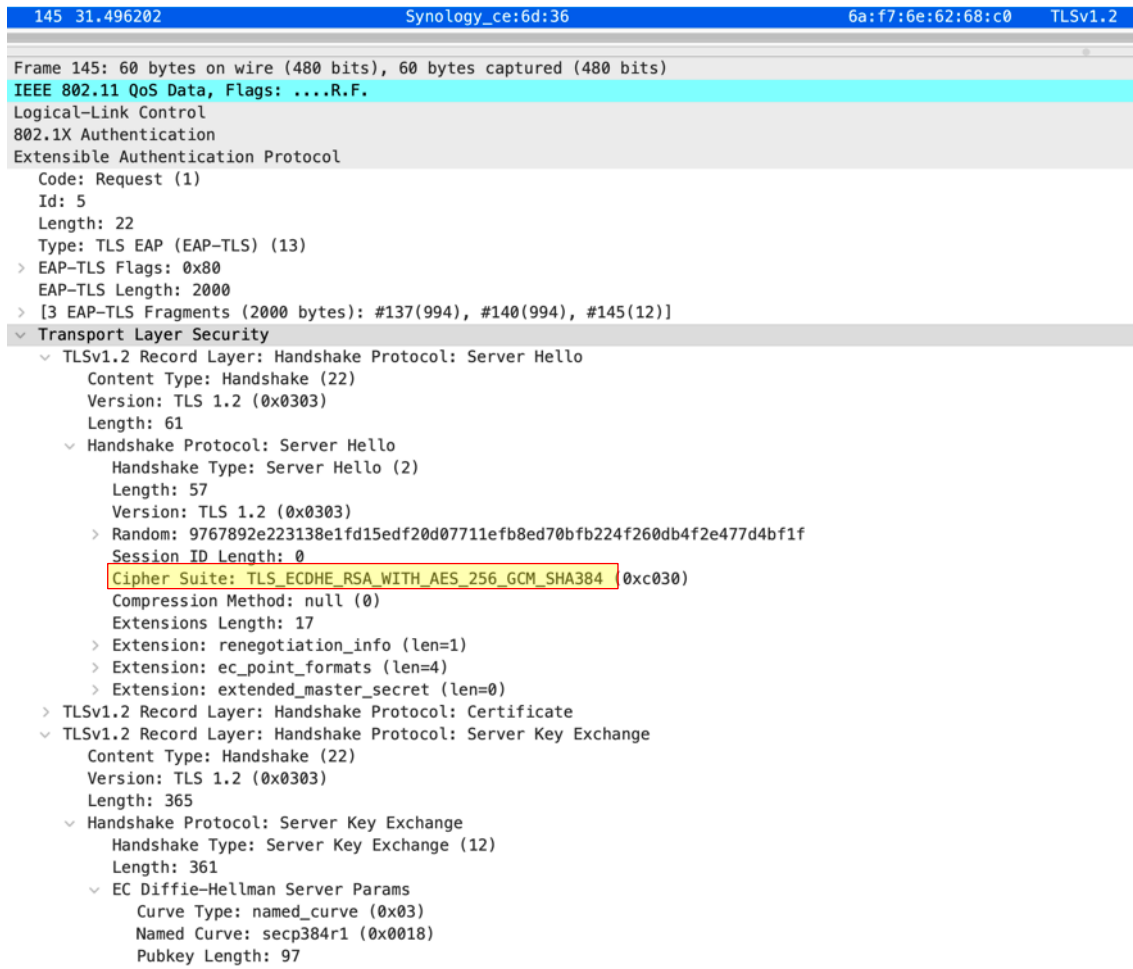 145 31.496202 Synology_ce:6d:36 6a:f7:6e:62:68:c0 TLSv1.2
Frame 145: 60 bytes on wire (480 bits), 60 bytes captured (480 bits)
IEEE 802.11 QoS Data, Flags: ....R.F.
Logical-Link Control
802.1X Authentication
Extensible Authentication Protocol
Code: Request (1)
Id: 5
Length: 22
Type: TLS EAP (EAP-TLS) (13)
EAP-TLS Flags: 0x80
EAP-TLS Length: 2000
[3 EAP-TLS Fragments (2000 bytes): #137(994), #140(994), #145(12)]
Transport Layer Security
TLSv1.2 Record Layer: Handshake Protocol: Server Hello
Content Type: Handshake (22)
Version: TLS 1.2 (0x0303)
Length: 61
Handshake Protocol: Server Hello
Handshake Type: Server Hello (2)
Length: 57
Version: TLS 1.2 (0x0303)
Random: 9767892e223138e1fd15edf20d07711efb8ed70bfb224f260db4f2e477d4bf1f
Session ID Length: 0
Cipher Suite: TLS_ECDHE_RSA_WITH_AES_256_GCM_SHA384 (0xc030)
Compression Method: null (0)
Extensions Length: 17
Extension: renegotiation_info (len=1)
Extension: ec_point_formats (len=4)
Extension: extended_master_secret (len=0)
TLSv1.2 Record Layer: Handshake Protocol: Certificate
TLSv1.2 Record Layer: Handshake Protocol: Server Key Exchange
Content Type: Handshake (22)
Version: TLS 1.2 (0x0303)
Length: 365
Handshake Protocol: Server Key Exchange
Handshake Type: Server Key Exchange (12)
Length: 361
EC Diffie-Hellman Server Params
Curve Type: named_curve (0x03)
Named Curve: secp384r1 (0x0018)
Pubkey Length: 97